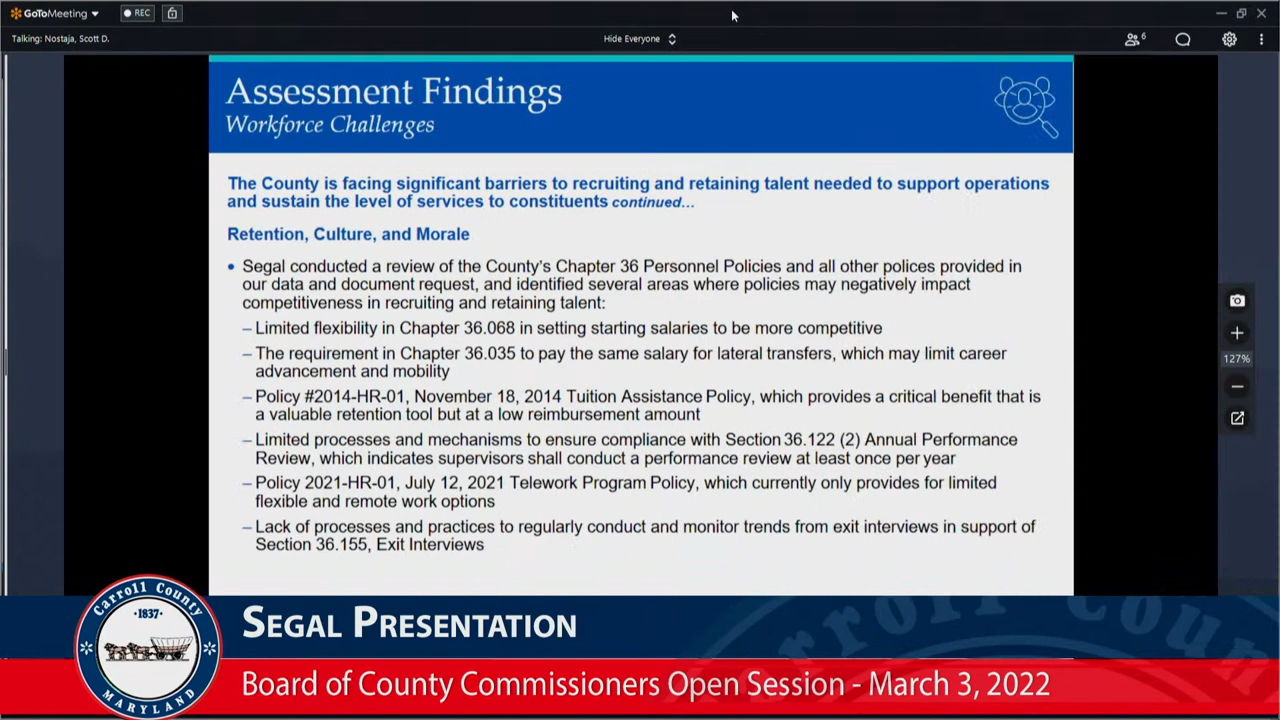 GoToMeeting
REC
Talking: Nostaja, Scott D.
Hide Everyone
6
Assessment Findings
Workforce Challenges
The County is facing significant barriers to recruiting and retaining talent needed to support operations
and sustain the level of services to constituents continued...
Retention, Culture, and Morale
• Segal conducted a review of the County's Chapter 36 Personnel Policies and all other polices provided in
our data and document request, and identified several areas where policies may negatively impact
competitiveness in recruiting and retaining talent:
– Limited flexibility in Chapter 36.068 in setting starting salaries to be more competitive
– The requirement in Chapter 36.035 to pay the same salary for lateral transfers, which may limit career
advancement and mobility
– Policy #2014-HR-01, November 18, 2014 Tuition Assistance Policy, which provides a critical benefit that is
a valuable retention tool but at a low reimbursement amount
– Limited processes and mechanisms to ensure compliance with Section 36.122 (2) Annual Performance
Review, which indicates supervisors shall conduct a performance review at least once per year
– Policy 2021-HR-01, July 12, 2021 Telework Program Policy, which currently only provides for limited
flexible and remote work options
– Lack of processes and practices to regularly conduct and monitor trends from exit interviews in support of
Section 36.155, Exit Interviews
127%
Carroll County
·1837·
MARYLAND
SEGAL PRESENTATION
Board of County Commissioners Open Session - March 3, 2022